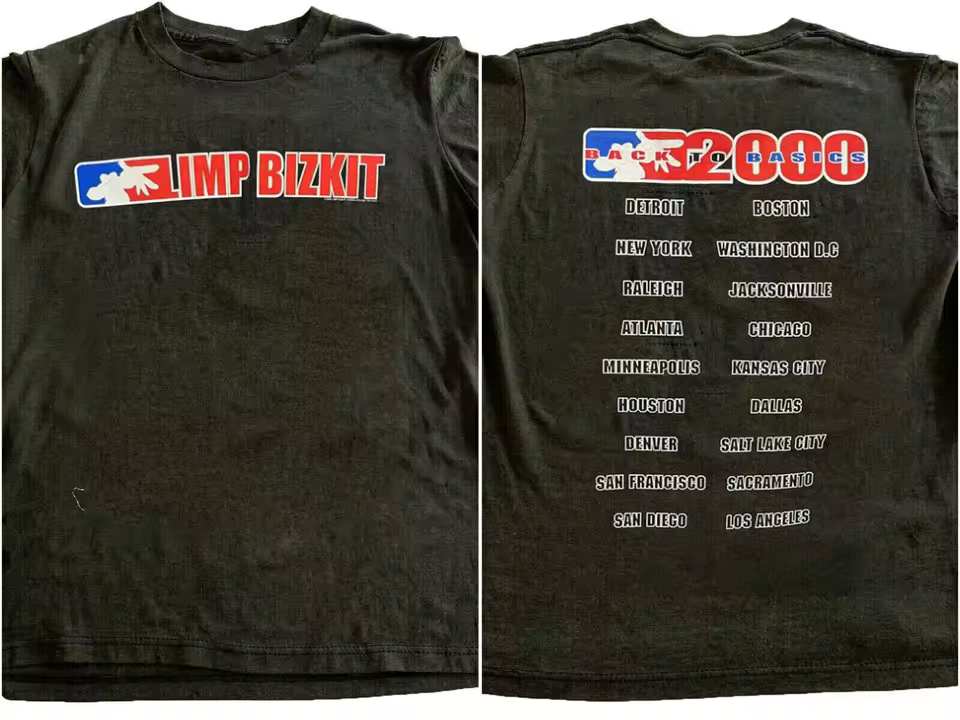 LIMP BIZKIT
2000
BACK TO BASICS
DETROIT BOSTON
NEW YORK WASHINGTON D.C
RALEIGH JACKSONVILLE
ATLANTA CHICAGO
MINNEAPOLIS KANSAS CITY
HOUSTON DALLAS
DENVER SALT LAKE CITY
SAN FRANCISCO SACRAMENTO
SAN DIEGO LOS ANGELES